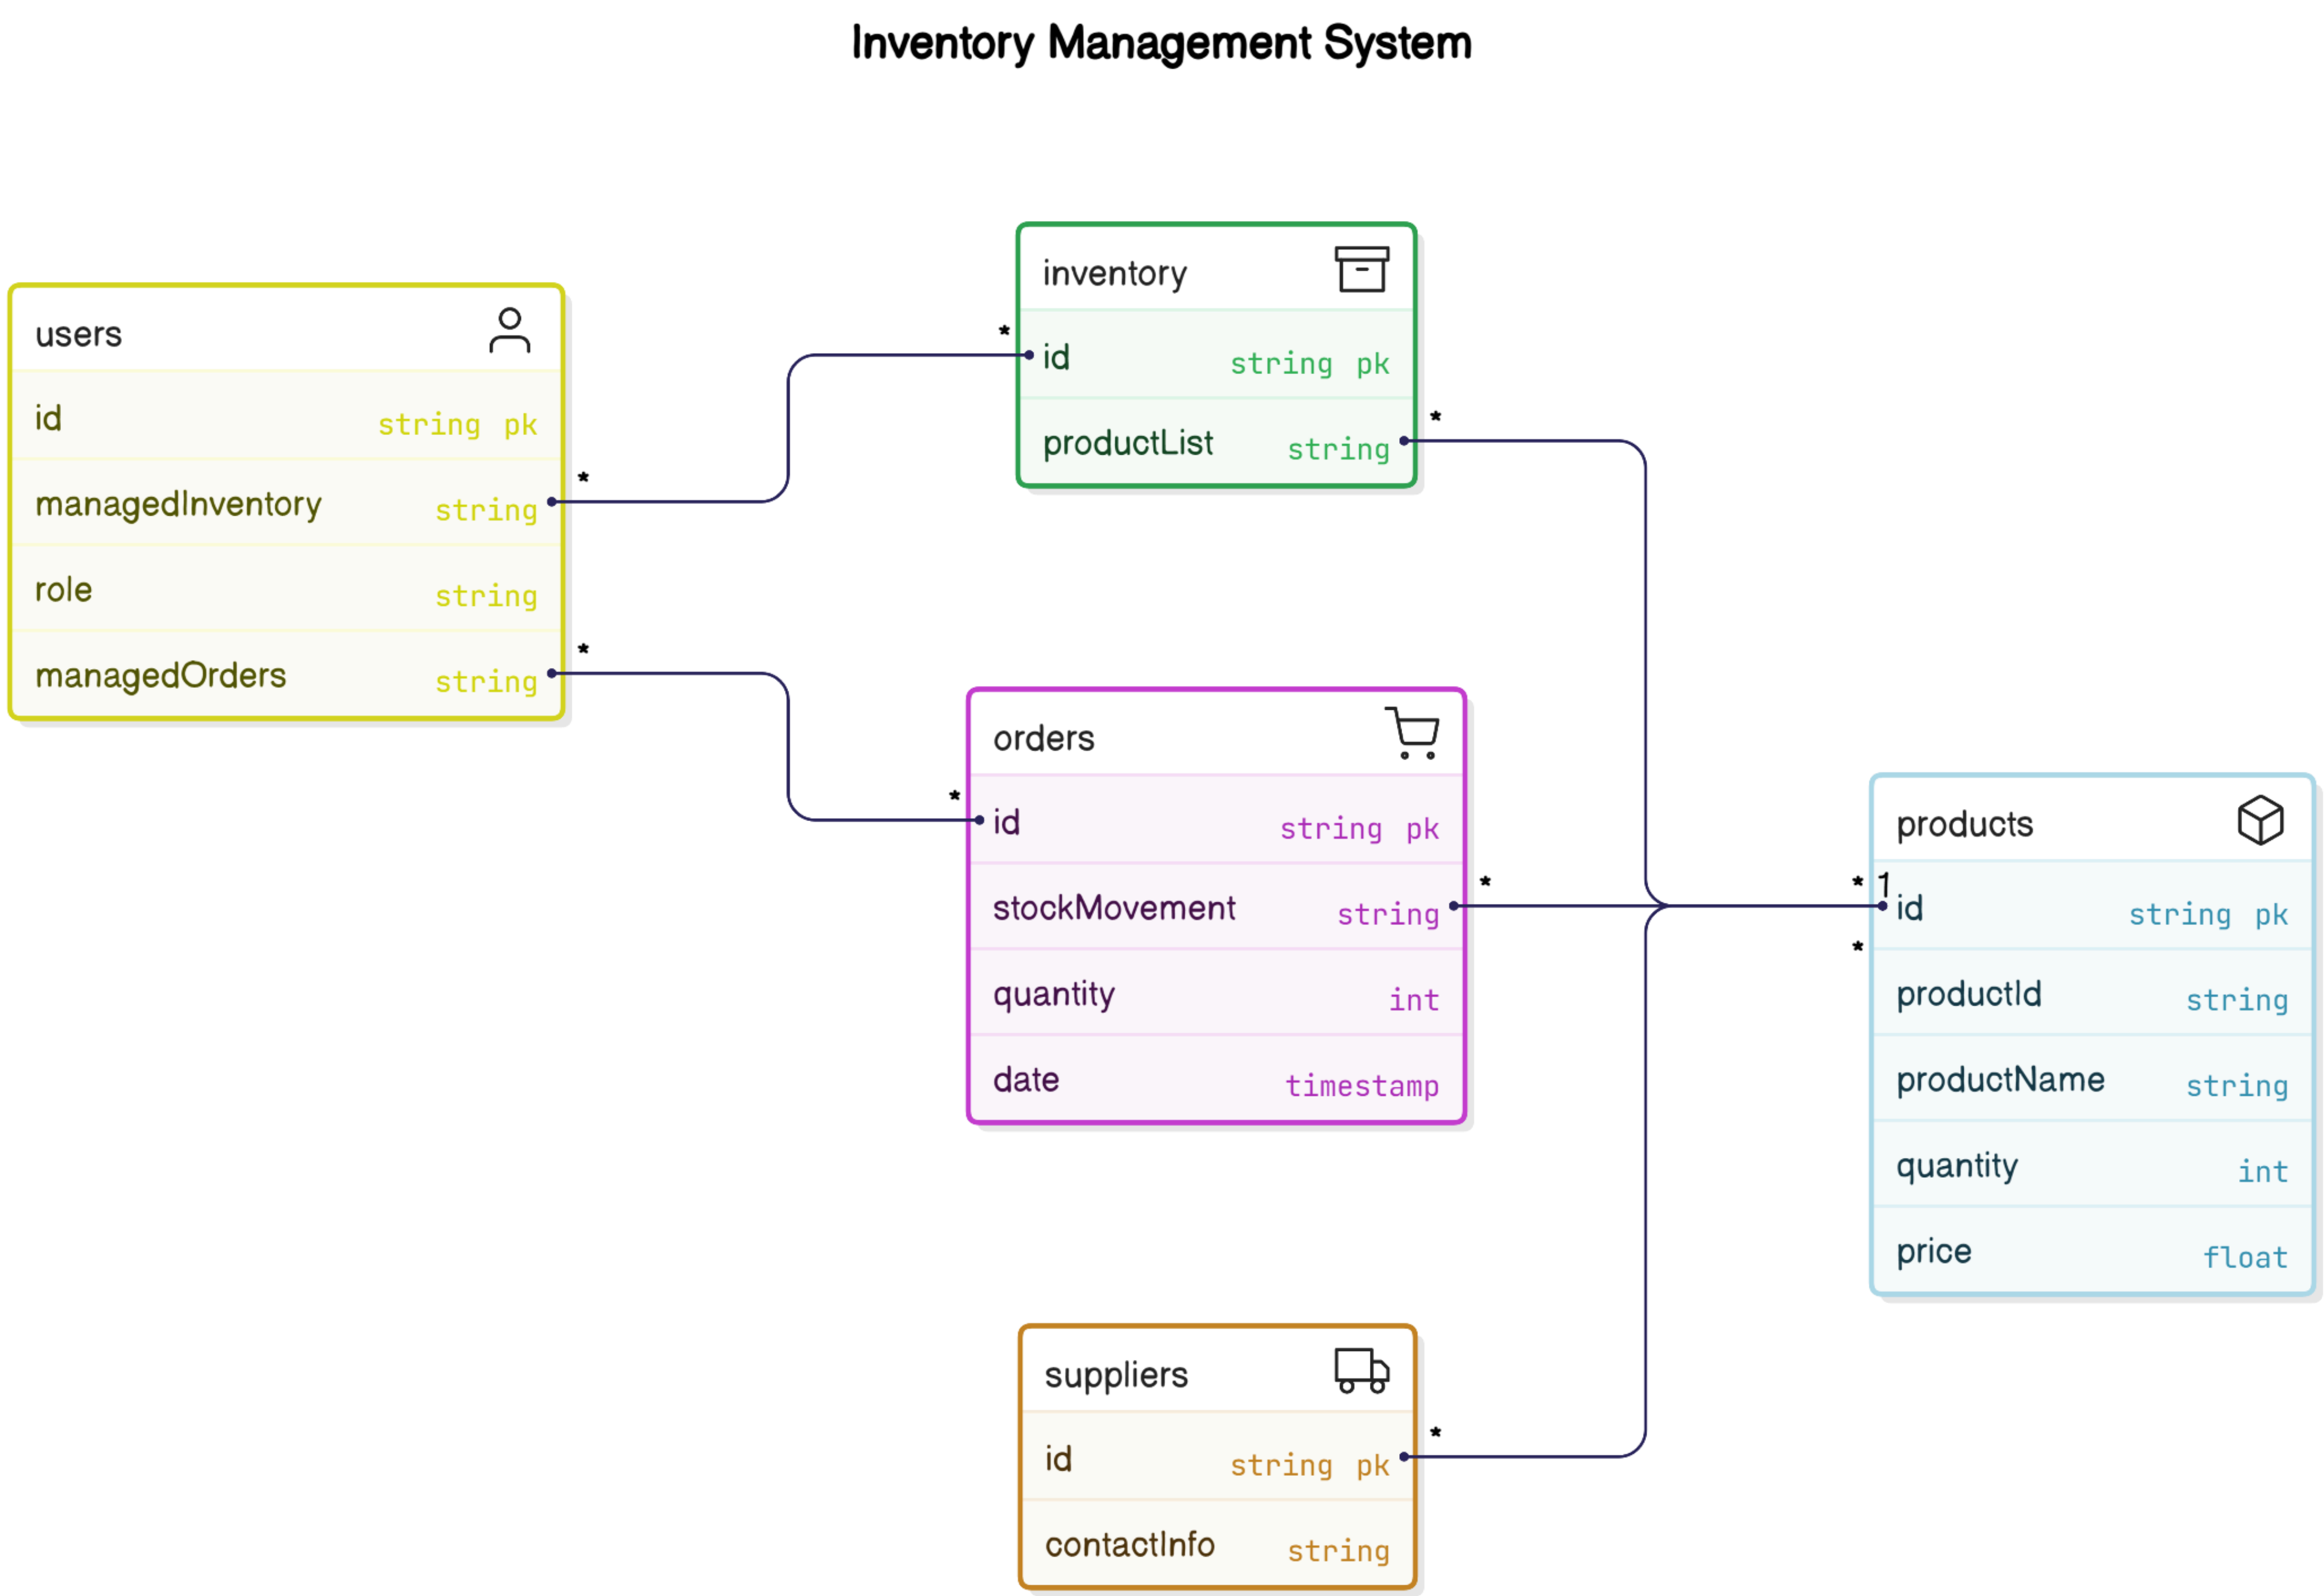 Inventory Management System
users
id string pk
managedInventory string *
role string
managedOrders string *
inventory
* id string pk
productList string *
orders
* id string pk
stockMovement string *
quantity int
date timestamp
suppliers
id string pk *
contactInfo string
products
* 1
id string pk
*
productId string
productName string
quantity int
price float